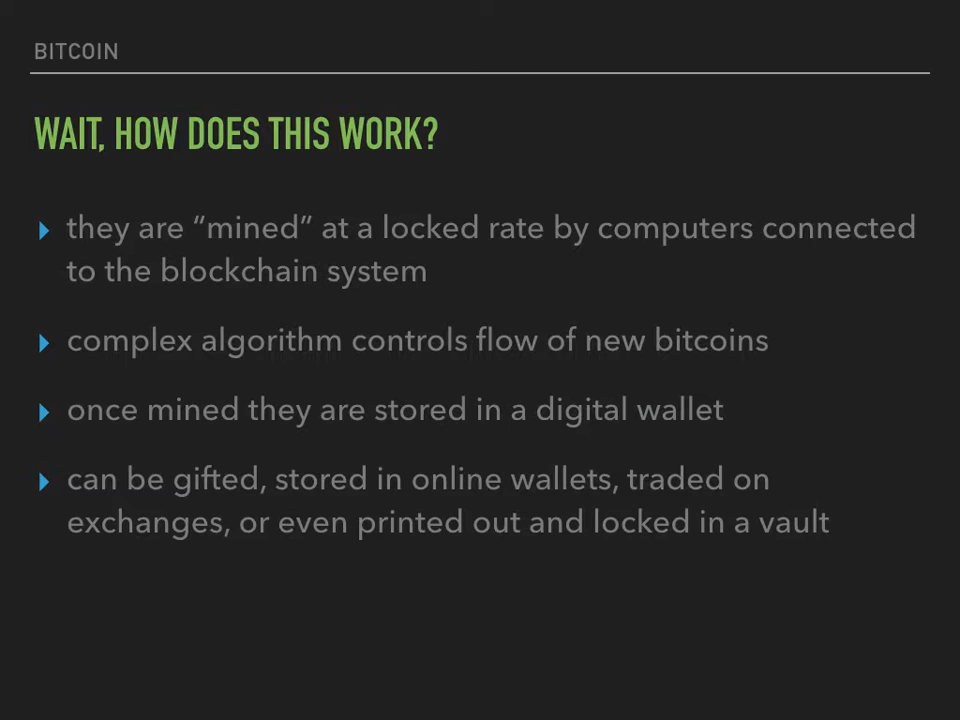 BITCOIN
WAIT, HOW DOES THIS WORK?
they are “mined” at a locked rate by computers connected
to the blockchain system
complex algorithm controls flow of new bitcoins
once mined they are stored in a digital wallet
can be gifted, stored in online wallets, traded on
exchanges, or even printed out and locked in a vault